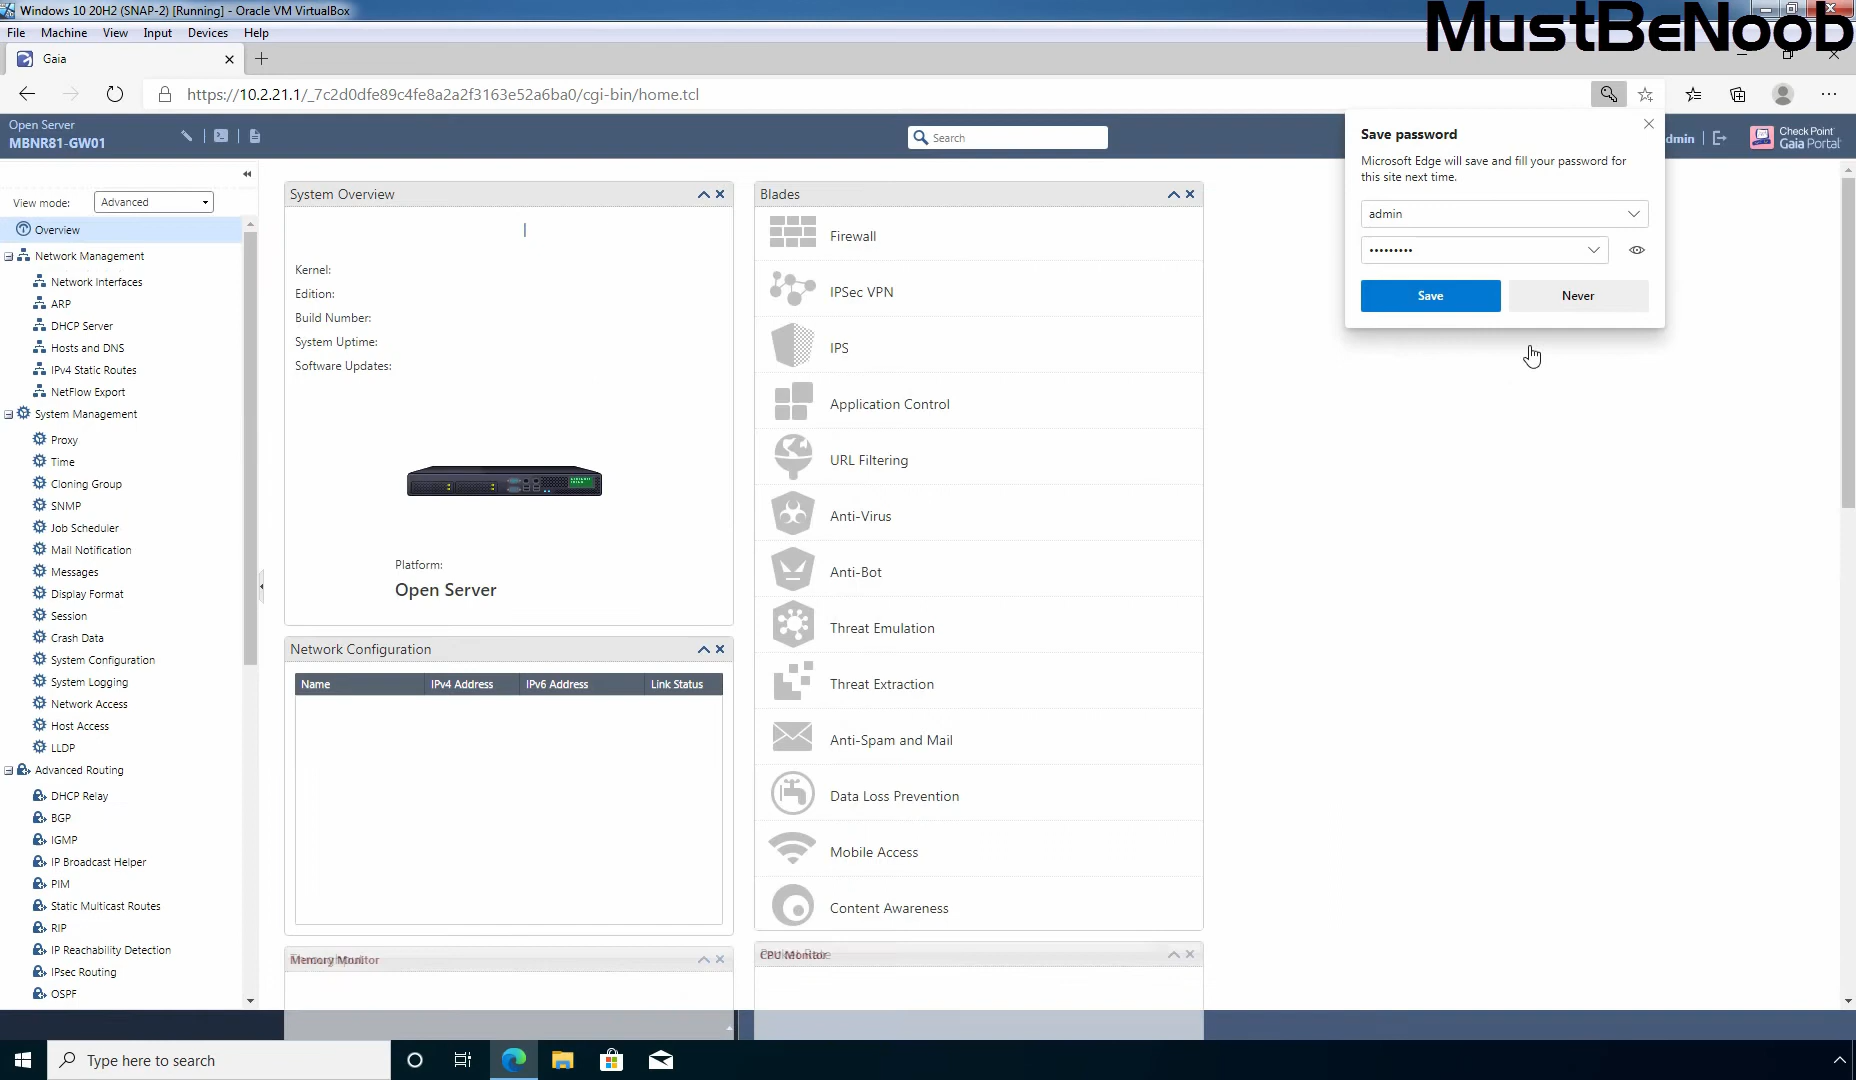 Windows 10 20H2 (SNAP-2) [Running] - Oracle VM VirtualBox
MustBeNoob
File Machine View Input Devices Help
Gaia
https://10.2.21.1/_7c2d0dfe89c4fe8a2a2f3163e52a6ba0/cgi-bin/home.tcl
Open Server
MBNR81-GW01
Search
dmin
Check Point
Gaia Portal
Save password
Microsoft Edge will save and fill your password for
this site next time.
admin
•••••••••
Save
Never
View mode:
Advanced
Overview
Network Management
Network Interfaces
ARP
DHCP Server
Hosts and DNS
IPv4 Static Routes
NetFlow Export
System Management
Proxy
Time
Cloning Group
SNMP
Job Scheduler
Mail Notification
Messages
Display Format
Session
Crash Data
System Configuration
System Logging
Network Access
Host Access
LLDP
Advanced Routing
DHCP Relay
BGP
IGMP
IP Broadcast Helper
PIM
Static Multicast Routes
RIP
IP Reachability Detection
IPsec Routing
OSPF
System Overview
Kernel:
Edition:
Build Number:
System Uptime:
Software Updates:
Platform:
Open Server
Network Configuration
Name IPv4 Address IPv6 Address Link Status
Memory Monitor
Blades
Firewall
IPSec VPN
IPS
Application Control
URL Filtering
Anti-Virus
Anti-Bot
Threat Emulation
Threat Extraction
Anti-Spam and Mail
Data Loss Prevention
Mobile Access
Content Awareness
CPU Monitor
Type here to search